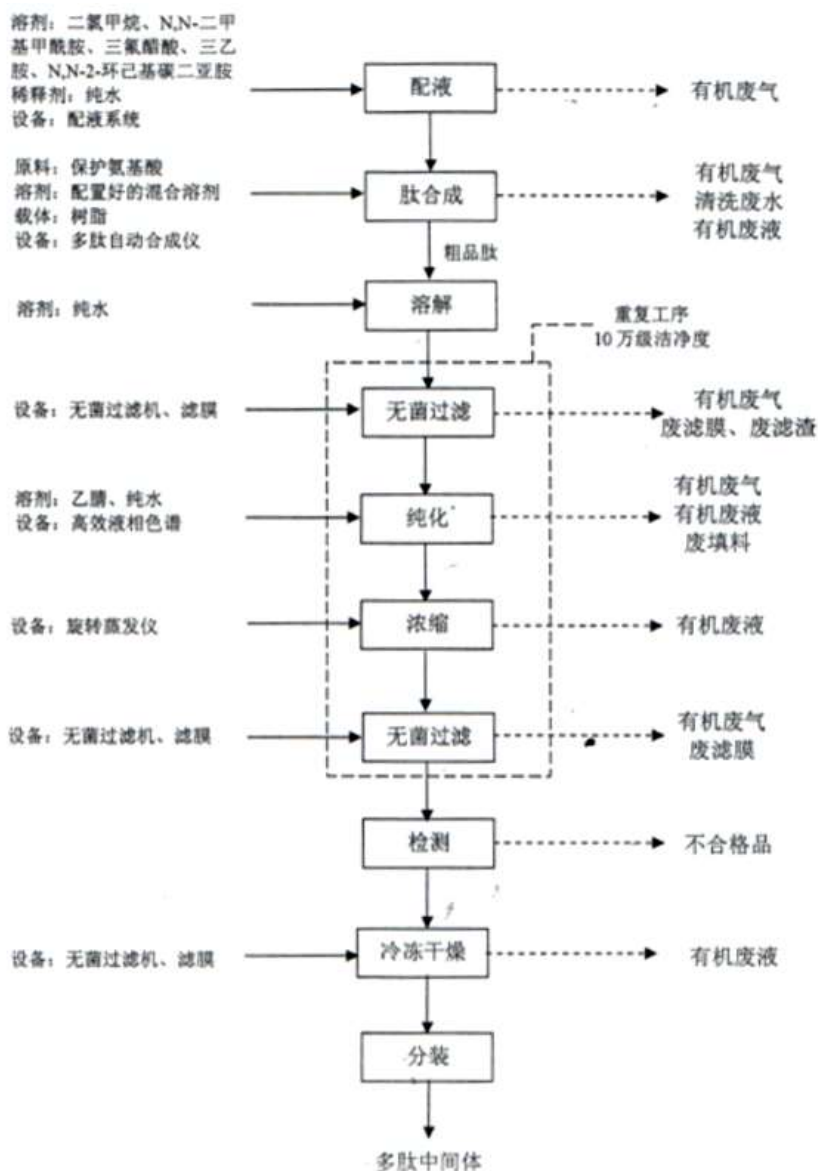 溶剂：二氯甲烷、N,N-二甲
基甲酰胺、三氟醋酸、三乙
胺、N,N-2-环己基碳二亚胺
稀释剂：纯水
设备：配液系统
配液
有机废气
原料：保护氨基酸
溶剂：配置好的混合溶剂
载体：树脂
设备：多肽自动合成仪
肽合成
有机废气
清洗废水
有机废液
粗品肽
溶剂：纯水
溶解
重复工序
10 万级洁净度
设备：无菌过滤机、滤膜
无菌过滤
有机废气
废滤膜、废滤渣
溶剂：乙腈、纯水
设备：高效液相色谱
纯化
有机废气
有机废液
废填料
设备：旋转蒸发仪
浓缩
有机废液
设备：无菌过滤机、滤膜
无菌过滤
有机废气
废滤膜
检测
不合格品
设备：无菌过滤机、滤膜
冷冻干燥
有机废液
分装
多肽中间体